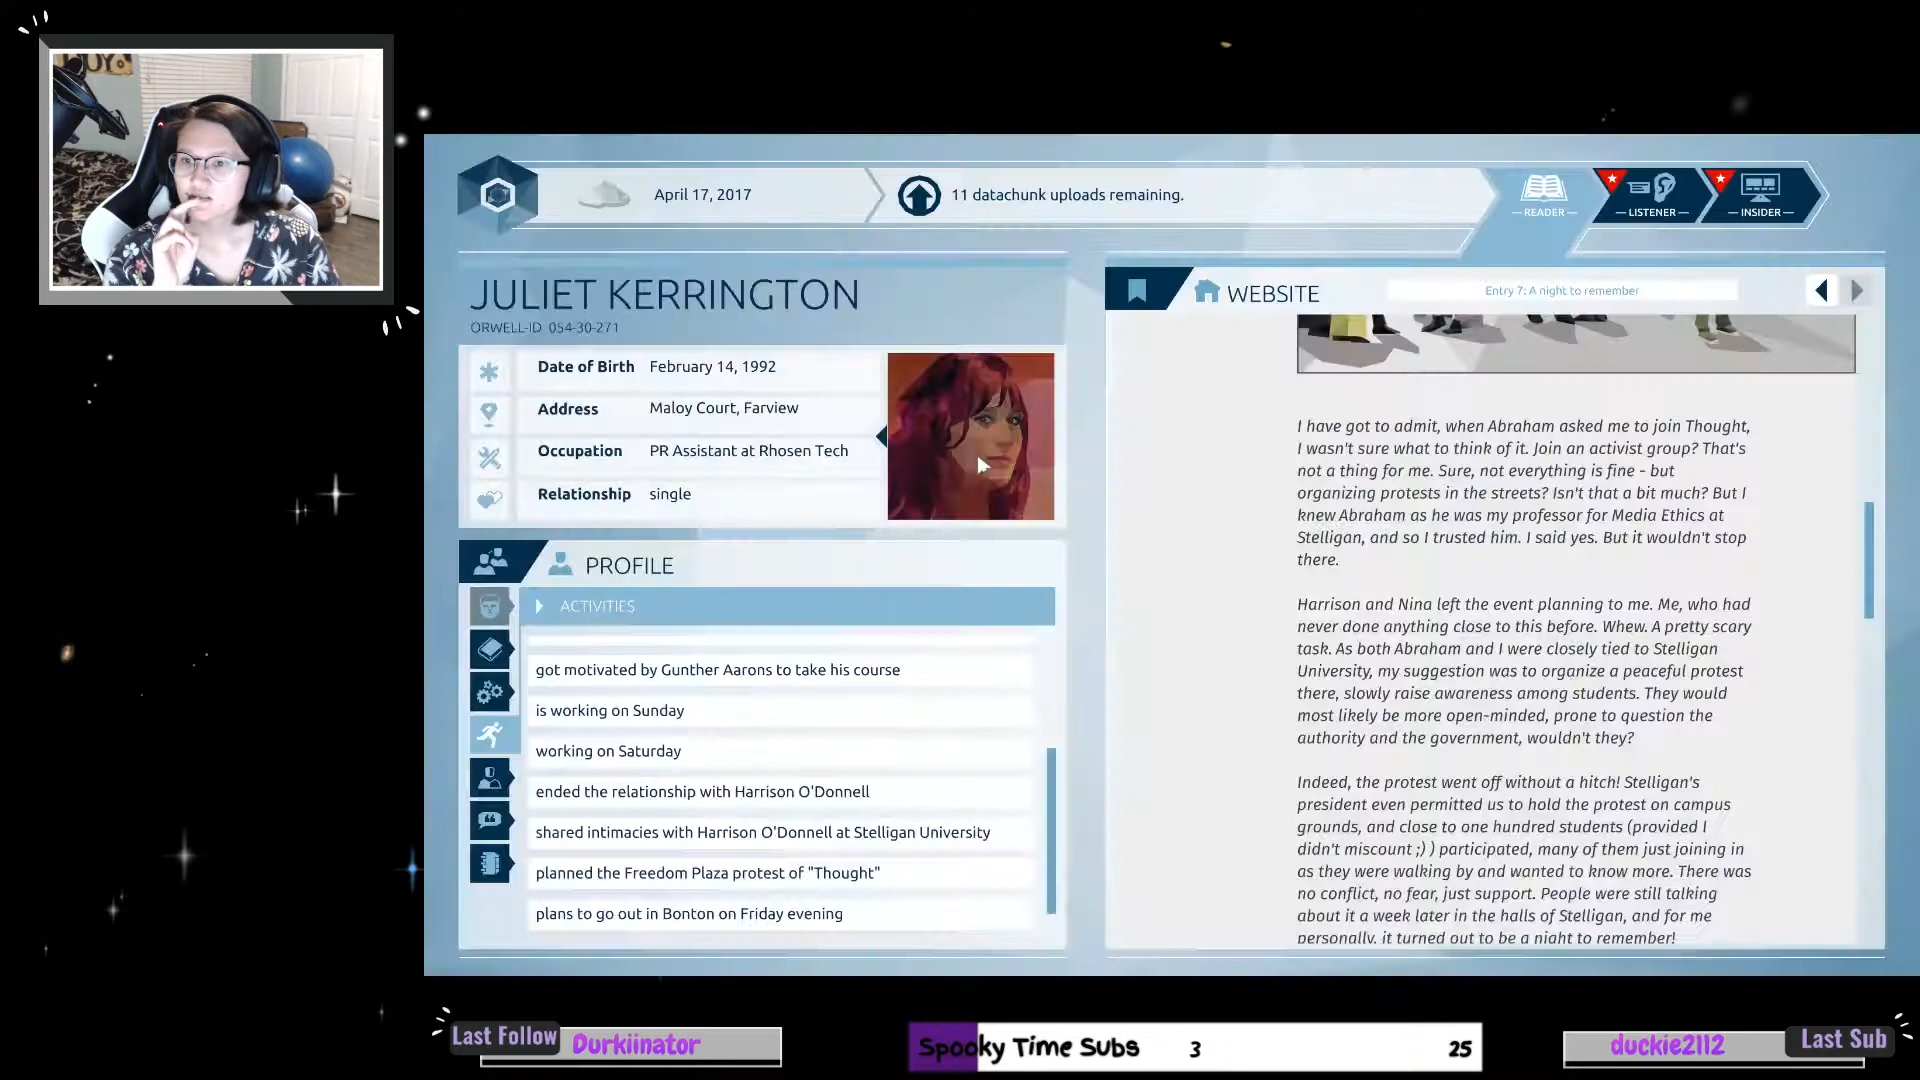 April 17, 2017
11 datachunk uploads remaining.
READER
LISTENER
INSIDER
JULIET KERRINGTON
ORWELL-ID 054-30-271
Date of Birth February 14, 1992
Address Maloy Court, Farview
Occupation PR Assistant at Rhosen Tech
Relationship single
PROFILE
ACTIVITIES
got motivated by Gunther Aarons to take his course
is working on Sunday
working on Saturday
ended the relationship with Harrison O'Donnell
shared intimacies with Harrison O'Donnell at Stelligan University
planned the Freedom Plaza protest of "Thought"
plans to go out in Bonton on Friday evening
WEBSITE
Entry 7: A night to remember
I have got to admit, when Abraham asked me to join Thought,
I wasn't sure what to think of it. Join an activist group? That's
not a thing for me. Sure, not everything is fine - but
organizing protests in the streets? Isn't that a bit much? But I
knew Abraham as he was my professor for Media Ethics at
Stelligan, and so I trusted him. I said yes. But it wouldn't stop
there.
Harrison and Nina left the event planning to me. Me, who had
never done anything close to this before. Whew. A pretty scary
task. As both Abraham and I were closely tied to Stelligan
University, my suggestion was to organize a peaceful protest
there, slowly raise awareness among students. They would
most likely be more open-minded, prone to question the
authority and the government, wouldn't they?
Indeed, the protest went off without a hitch! Stelligan's
president even permitted us to hold the protest on campus
grounds, and close to one hundred students (provided I
didn't miscount ;) ) participated, many of them just joining in
as they were walking by and wanted to know more. There was
no conflict, no fear, just support. People were still talking
about it a week later in the halls of Stelligan, and for me
personally, it turned out to be a night to remember!
Last Follow
Durkiinator
Spooky Time Subs 3 25
duckie2112
Last Sub